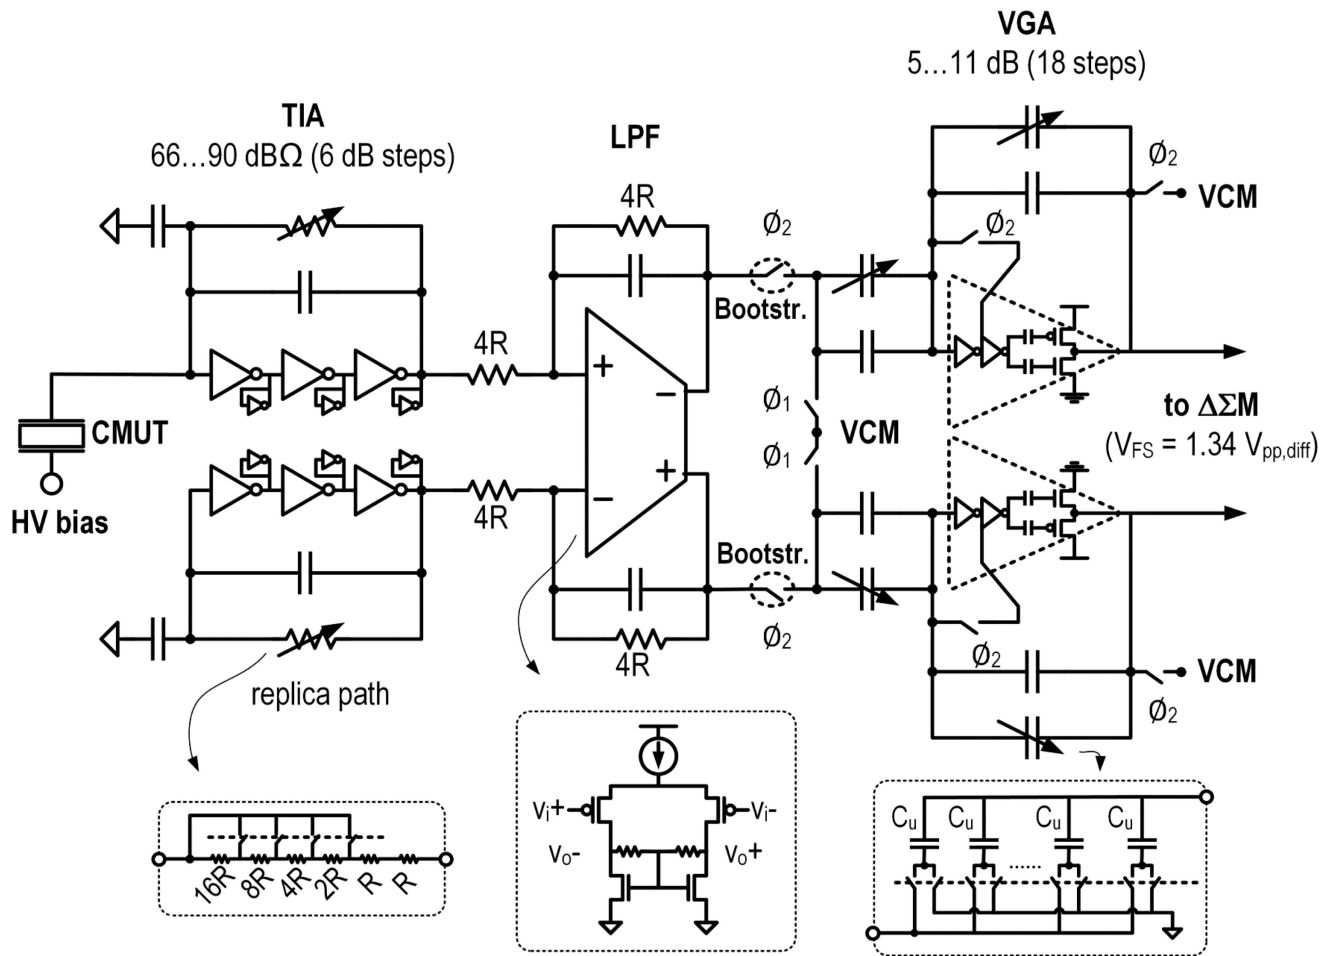 VGA
5...11 dB (18 steps)
TIA
66...90 dBΩ (6 dB steps)
LPF
4R
Ø2
Ø2
VCM
Ø2
Bootstr.
4R
+
−
CMUT
Ø1
VCM
Ø1
to ΔΣM
(VFS = 1.34 Vpp,diff)
+
−
4R
HV bias
Bootstr.
Ø2
4R
Ø2
VCM
Ø2
replica path
Vi+
Vi-
Vo-
Vo+
Cu
Cu
Cu
Cu
......
16R
8R
4R
2R
R
R